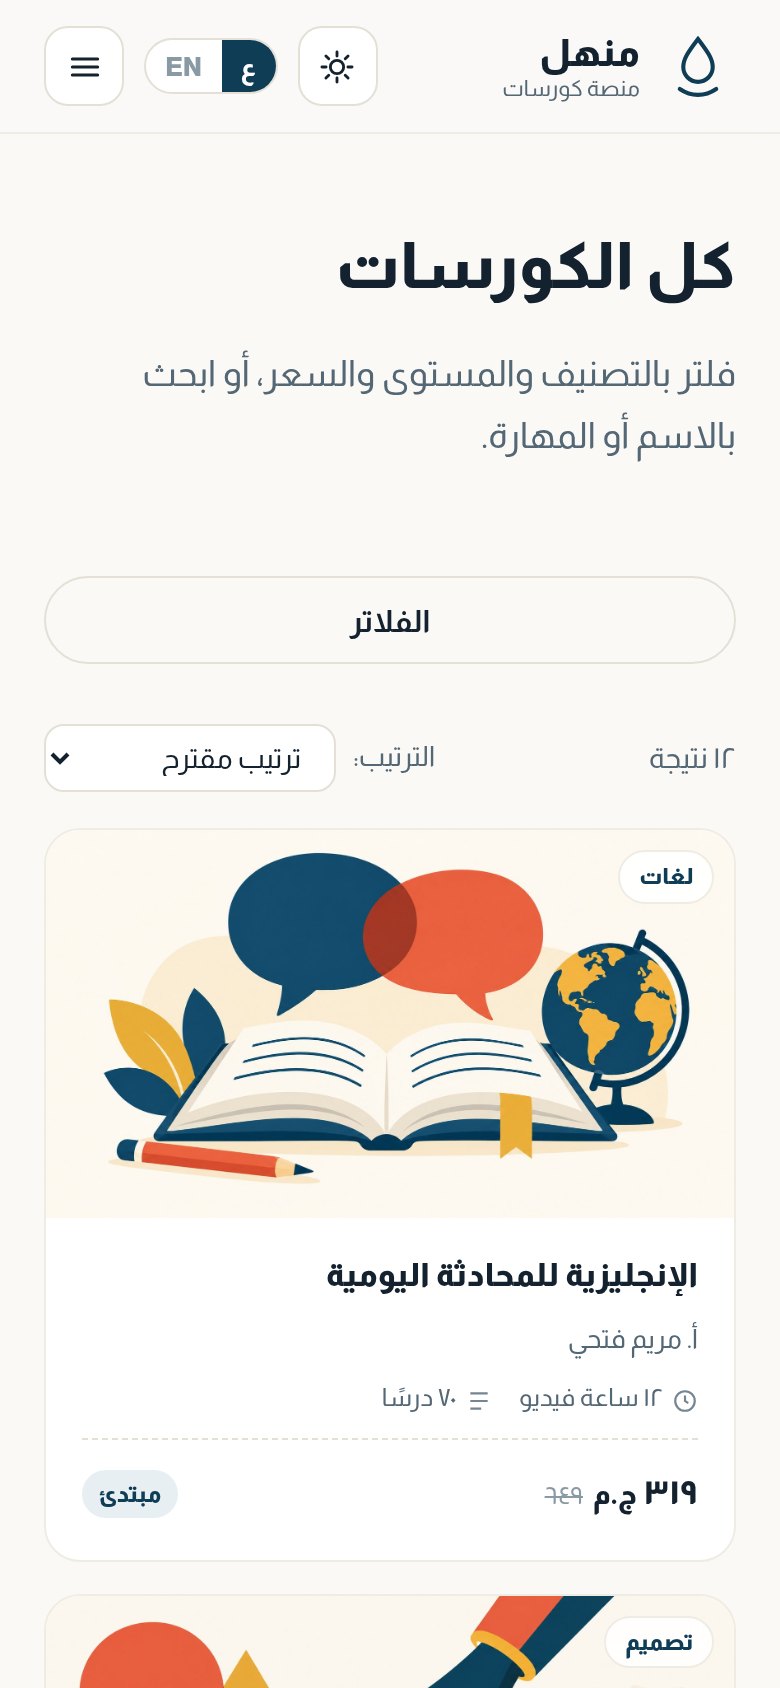 منهل
منصة كورسات
ع EN
كل الكورسات
فلتر بالتصنيف والمستوى والسعر، أو ابحث
بالاسم أو المهارة.
الفلاتر
١٢ نتيجة
الترتيب:
ترتيب مقترح
لغات
الإنجليزية للمحادثة اليومية
أ. مريم فتحي
١٢ ساعة فيديو ٧٠ درسًا
٣١٩ ج.م ٦٤٩
مبتدئ
تصميم